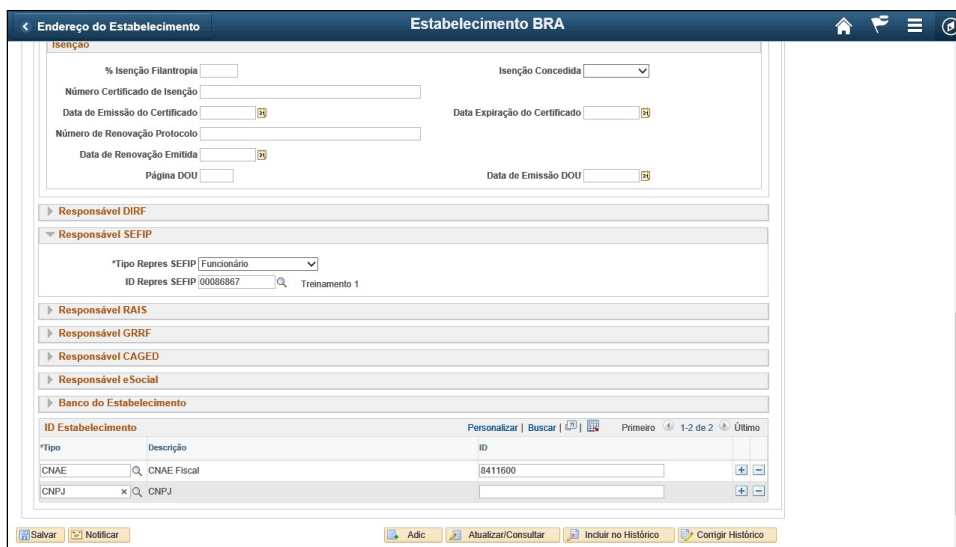 Endereço do Estabelecimento
Estabelecimento BRA
Isenção
% Isenção Filantropia
Isenção Concedida
Número Certificado de Isenção
Data de Emissão do Certificado
Data Expiração do Certificado
Número de Renovação Protocolo
Data de Renovação Emitida
Página DOU
Data de Emissão DOU
Responsável DIRF
Responsável SEFIP
*Tipo Repres SEFIP Funcionário
ID Repres SEFIP 00086867 Treinamento 1
Responsável RAIS
Responsável GRRF
Responsável CAGED
Responsável eSocial
Banco do Estabelecimento
ID Estabelecimento Personalizar | Buscar | | Primeiro 1-2 de 2 Último
*Tipo Descrição ID
CNAE CNAE Fiscal 8411600
CNPJ x CNPJ
Salvar Notificar Adic Atualizar/Consultar Incluir no Histórico Corrigir Histórico